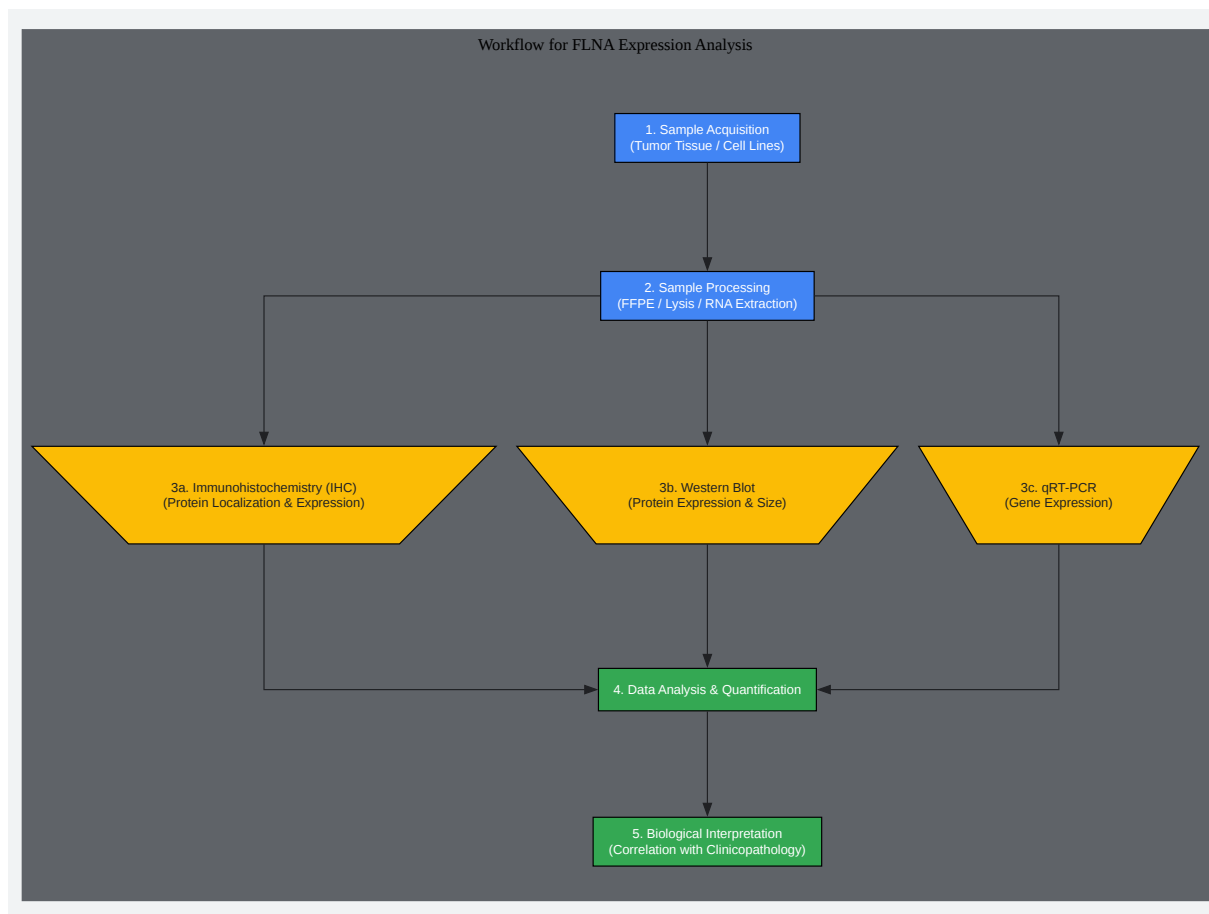 Workflow for FLNA Expression Analysis
1. Sample Acquisition
(Tumor Tissue / Cell Lines)
2. Sample Processing
(FFPE / Lysis / RNA Extraction)
3a. Immunohistochemistry (IHC)
(Protein Localization & Expression)
3b. Western Blot
(Protein Expression & Size)
3c. qRT-PCR
(Gene Expression)
4. Data Analysis & Quantification
5. Biological Interpretation
(Correlation with Clinicopathology)